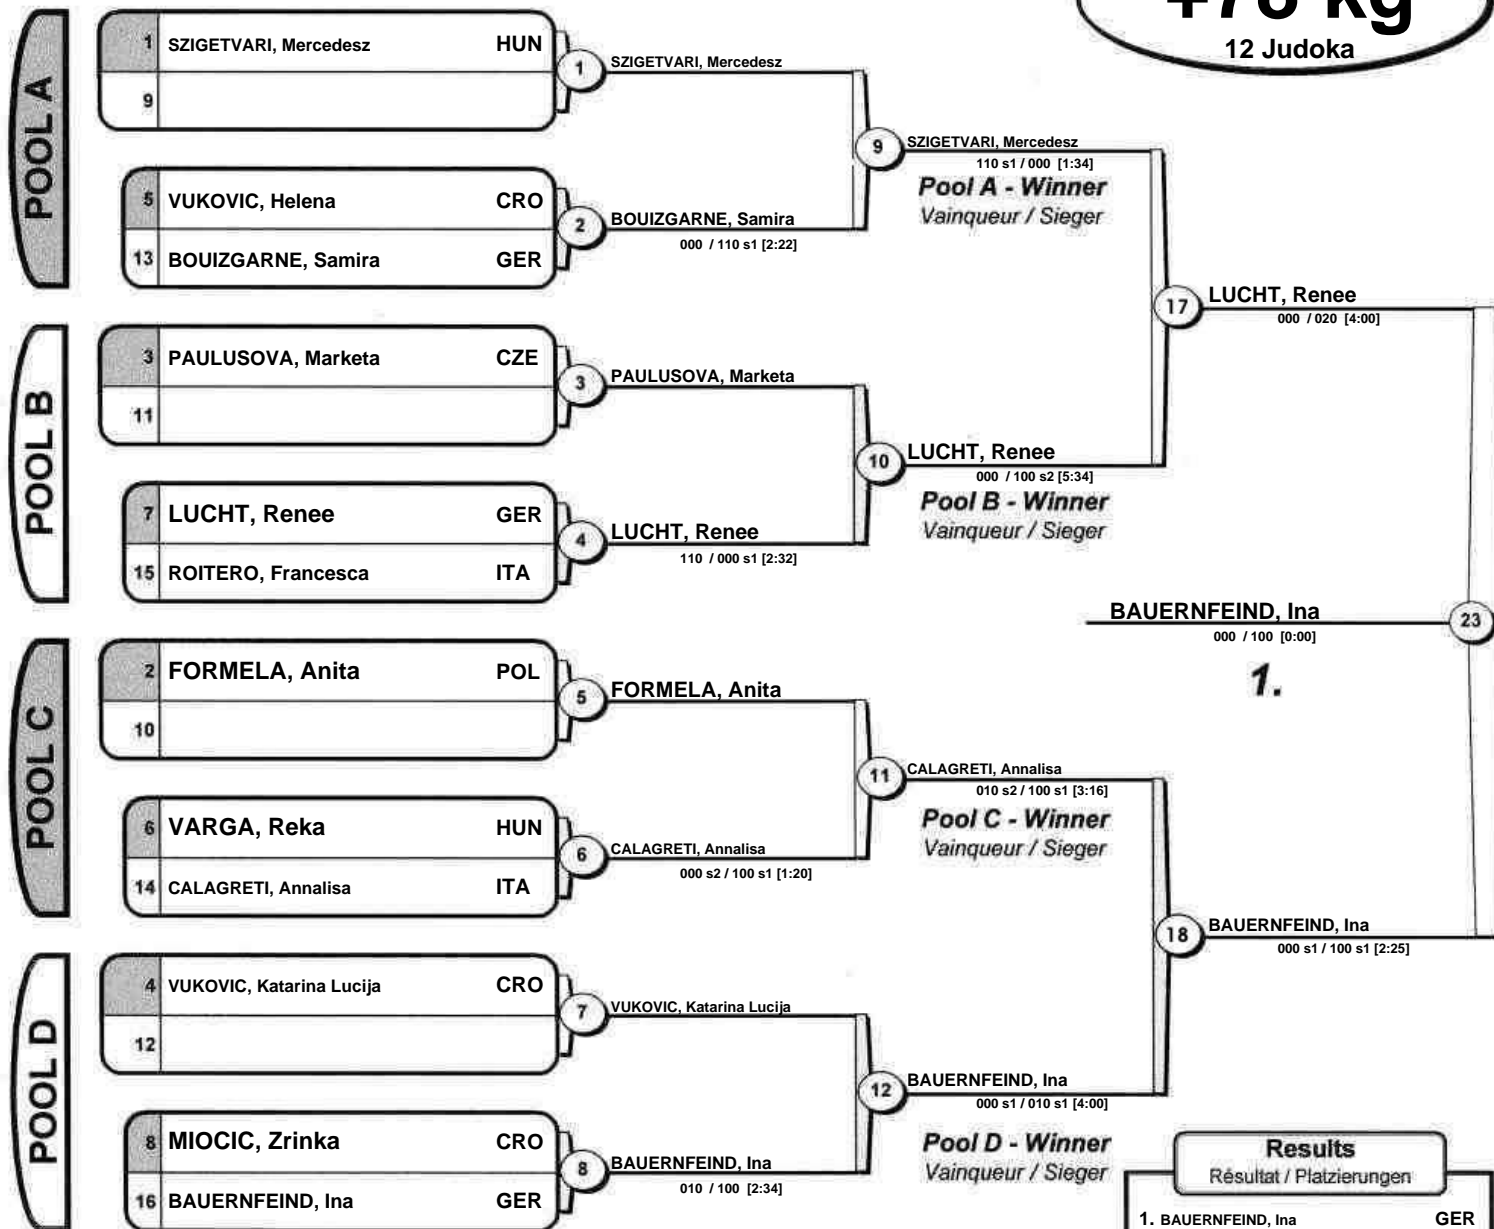 +78 kg
12 Judoka
POOL A
1 SZIGETVARI, Mercedesz HUN
9
5 VUKOVIC, Helena CRO
13 BOUIZGARNE, Samira GER
1 SZIGETVARI, Mercedesz
2 BOUIZGARNE, Samira
000 / 110 s1 [2:22]
9 SZIGETVARI, Mercedesz
110 s1 / 000 [1:34]
Pool A - Winner
Vainqueur / Sieger
POOL B
3 PAULUSOVA, Marketa CZE
11
7 LUCHT, Renee GER
15 ROITERO, Francesca ITA
3 PAULUSOVA, Marketa
4 LUCHT, Renee
110 / 000 s1 [2:32]
10 LUCHT, Renee
000 / 100 s2 [5:34]
Pool B - Winner
Vainqueur / Sieger
17 LUCHT, Renee
000 / 020 [4:00]
BAUERNFEIND, Ina 23
000 / 100 [0:00]
1.
POOL C
2 FORMELA, Anita POL
10
6 VARGA, Reka HUN
14 CALAGRETI, Annalisa ITA
5 FORMELA, Anita
6 CALAGRETI, Annalisa
000 s2 / 100 s1 [1:20]
11 CALAGRETI, Annalisa
010 s2 / 100 s1 [3:16]
Pool C - Winner
Vainqueur / Sieger
18 BAUERNFEIND, Ina
000 s1 / 100 s1 [2:25]
POOL D
4 VUKOVIC, Katarina Lucija CRO
12
8 MIOCIC, Zrinka CRO
16 BAUERNFEIND, Ina GER
7 VUKOVIC, Katarina Lucija
8 BAUERNFEIND, Ina
010 / 100 [2:34]
12 BAUERNFEIND, Ina
000 s1 / 010 s1 [4:00]
Pool D - Winner
Vainqueur / Sieger
Results
Résultat / Platzierungen
1. BAUERNFEIND, Ina GER